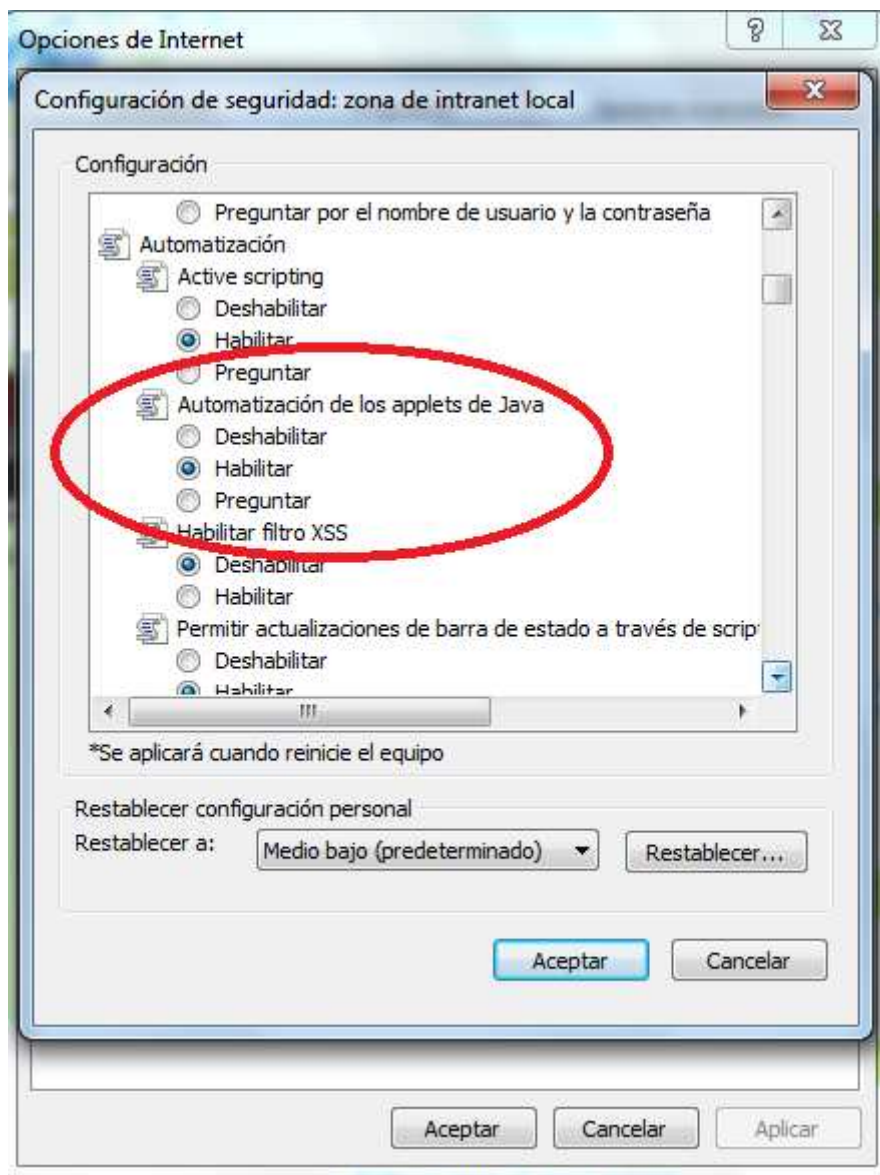 Opciones de Internet
Configuración de seguridad: zona de intranet local
Configuración
Preguntar por el nombre de usuario y la contraseña
Automatización
Active scripting
Deshabilitar
Habilitar
Preguntar
Automatización de los applets de Java
Deshabilitar
Habilitar
Preguntar
Habilitar filtro XSS
Deshabilitar
Habilitar
Permitir actualizaciones de barra de estado a través de scrip
Deshabilitar
Habilitar
*Se aplicará cuando reinicie el equipo
Restablecer configuración personal
Restablecer a: Medio bajo (predeterminado) Restablecer...
Aceptar Cancelar
Aceptar Cancelar Aplicar